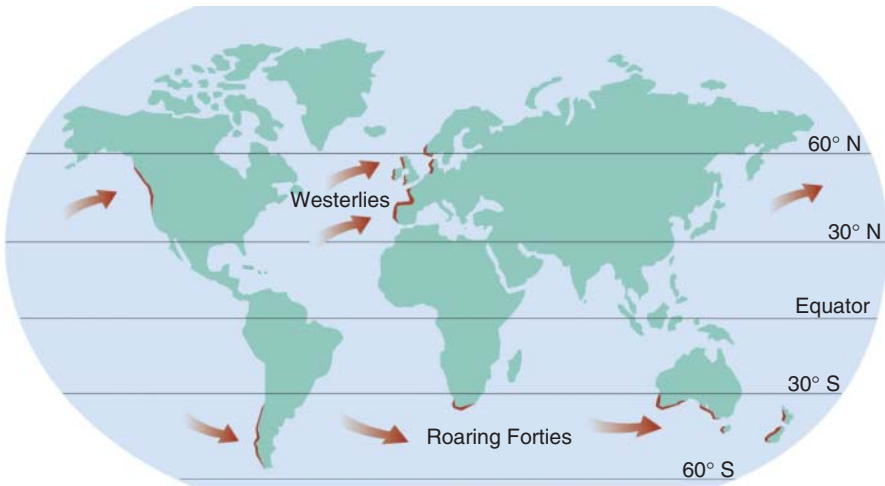 60° N
Westerlies
30° N
Equator
30° S
Roaring Forties
60° S